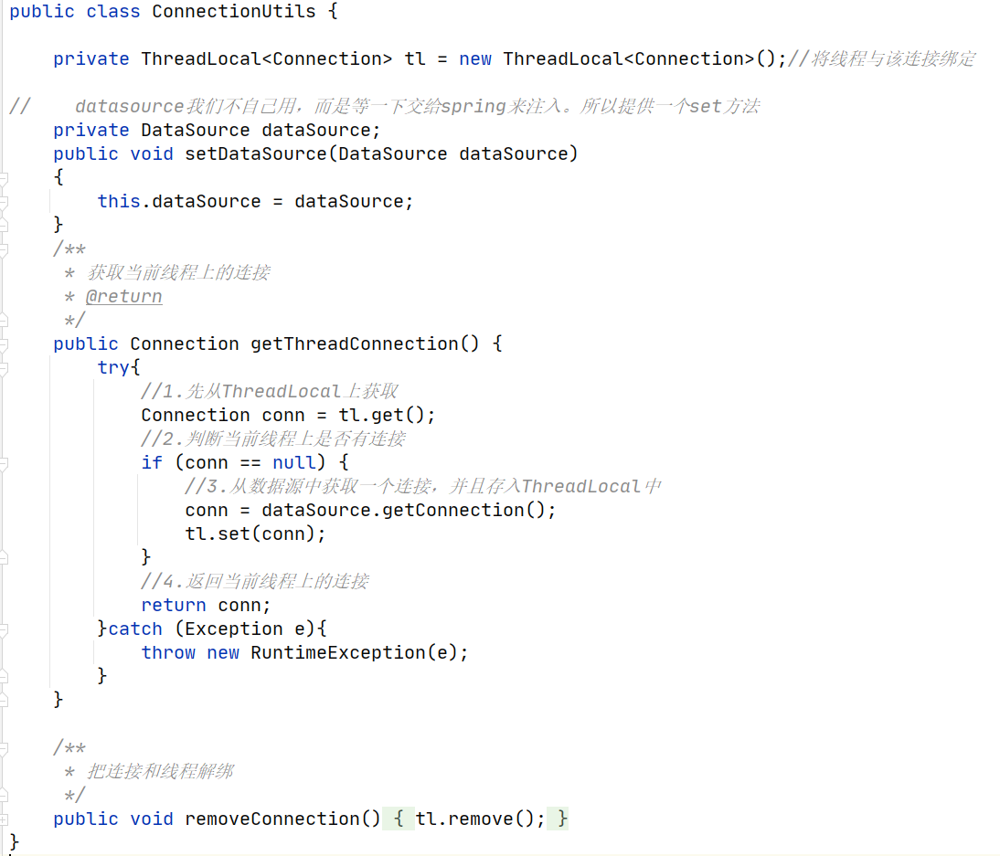 public class ConnectionUtils {
private ThreadLocal<Connection> tl = new ThreadLocal<Connection>();//将线程与该连接绑定
//    datasource我们不自己用，而是等一下交给spring来注入。所以提供一个set方法
private DataSource dataSource;
public void setDataSource(DataSource dataSource)
{
this.dataSource = dataSource;
}
/**
* 获取当前线程上的连接
* @return
*/
public Connection getThreadConnection() {
try{
//1.先从ThreadLocal上获取
Connection conn = tl.get();
//2.判断当前线程上是否有连接
if (conn == null) {
//3.从数据源中获取一个连接，并且存入ThreadLocal中
conn = dataSource.getConnection();
tl.set(conn);
}
//4.返回当前线程上的连接
return conn;
}catch (Exception e){
throw new RuntimeException(e);
}
}
/**
* 把连接和线程解绑
*/
public void removeConnection() { tl.remove(); }
}